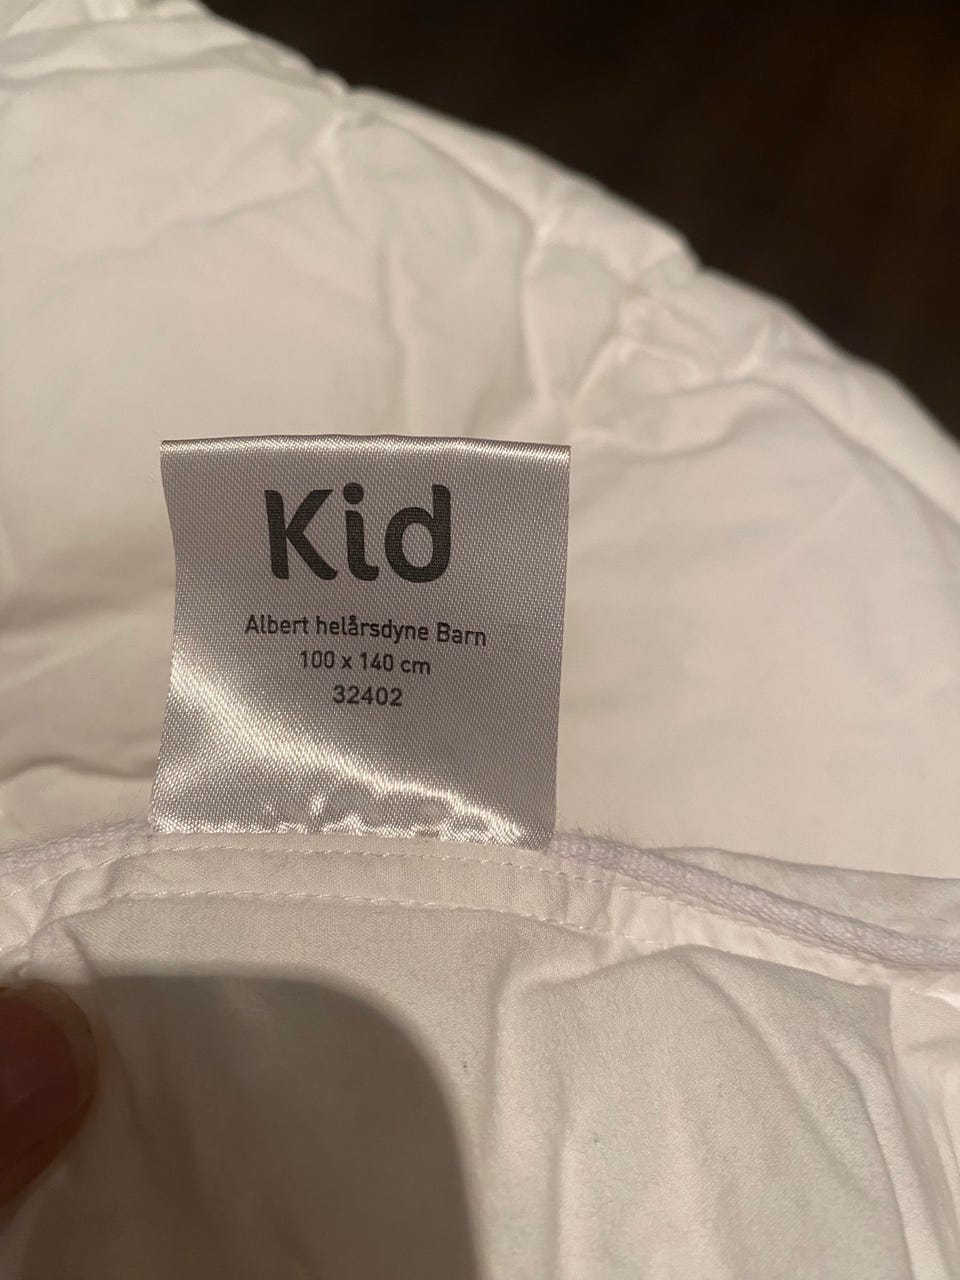 Kid
Albert helårsdyne Barn
100 x 140 cm
32402